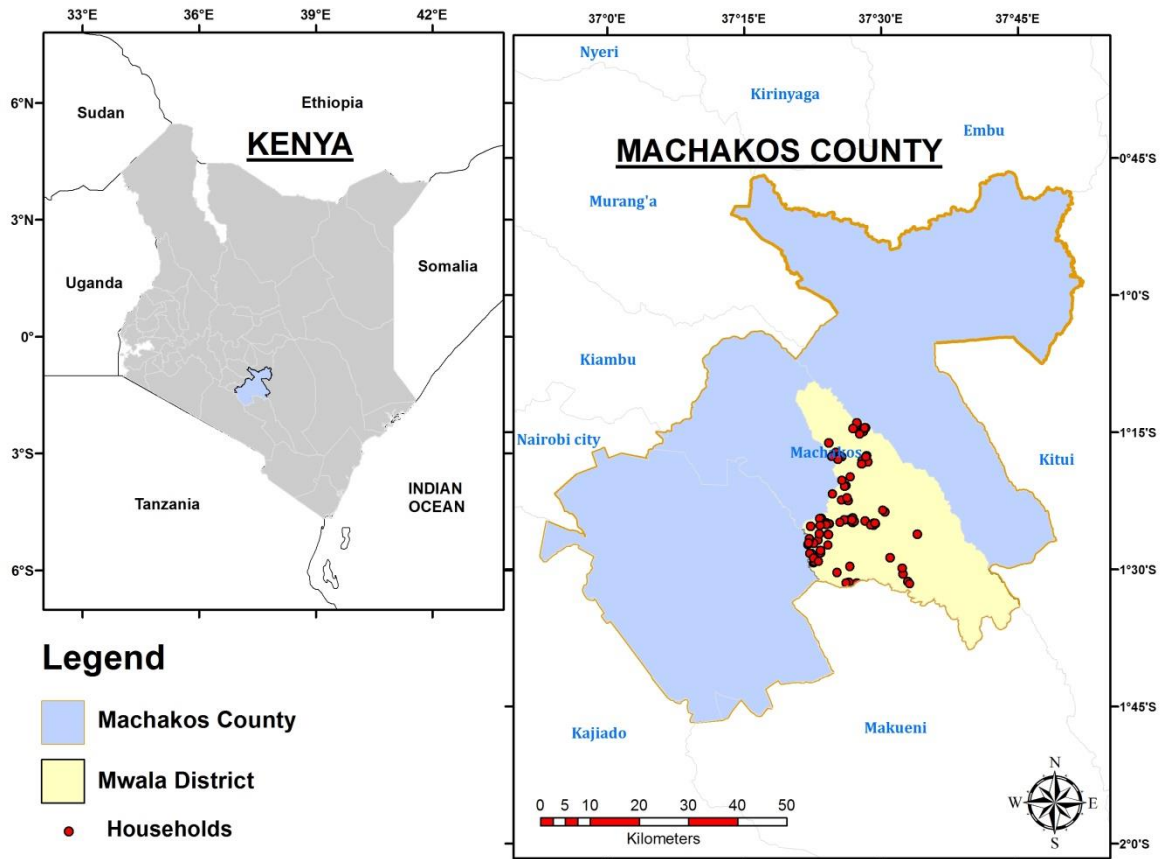 33°E 36°E 39°E 42°E
Sudan
Ethiopia
KENYA
6°N
3°N
Uganda
Somalia
0°
3°S
Tanzania
INDIAN
OCEAN
6°S
37°0'E 37°15'E 37°30'E 37°45'E
Nyeri
Kirinyaga
Embu
MACHAKOS COUNTY
0°45'S
Murang'a
1°0'S
Kiambu
1°15'S
Nairobi city
Machakos
Kitui
1°30'S
1°45'S
Kajiado
Makueni
0 5 10 20 30 40 50
Kilometers
N
W E
S
2°0'S
Legend
Machakos County
Mwala District
Households